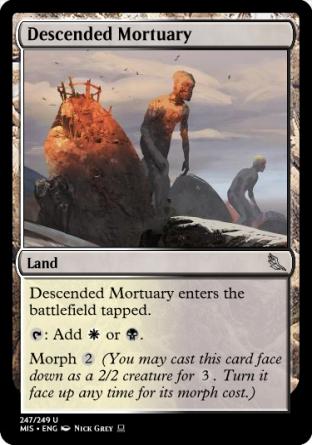 Descended Mortuary
Land
Descended Mortuary enters the
battlefield tapped.
: Add or .
Morph 2 (You may cast this card face
down as a 2/2 creature for 3. Turn it
face up any time for its morph cost.)
247/249 U
MIS • ENG Nick Grey